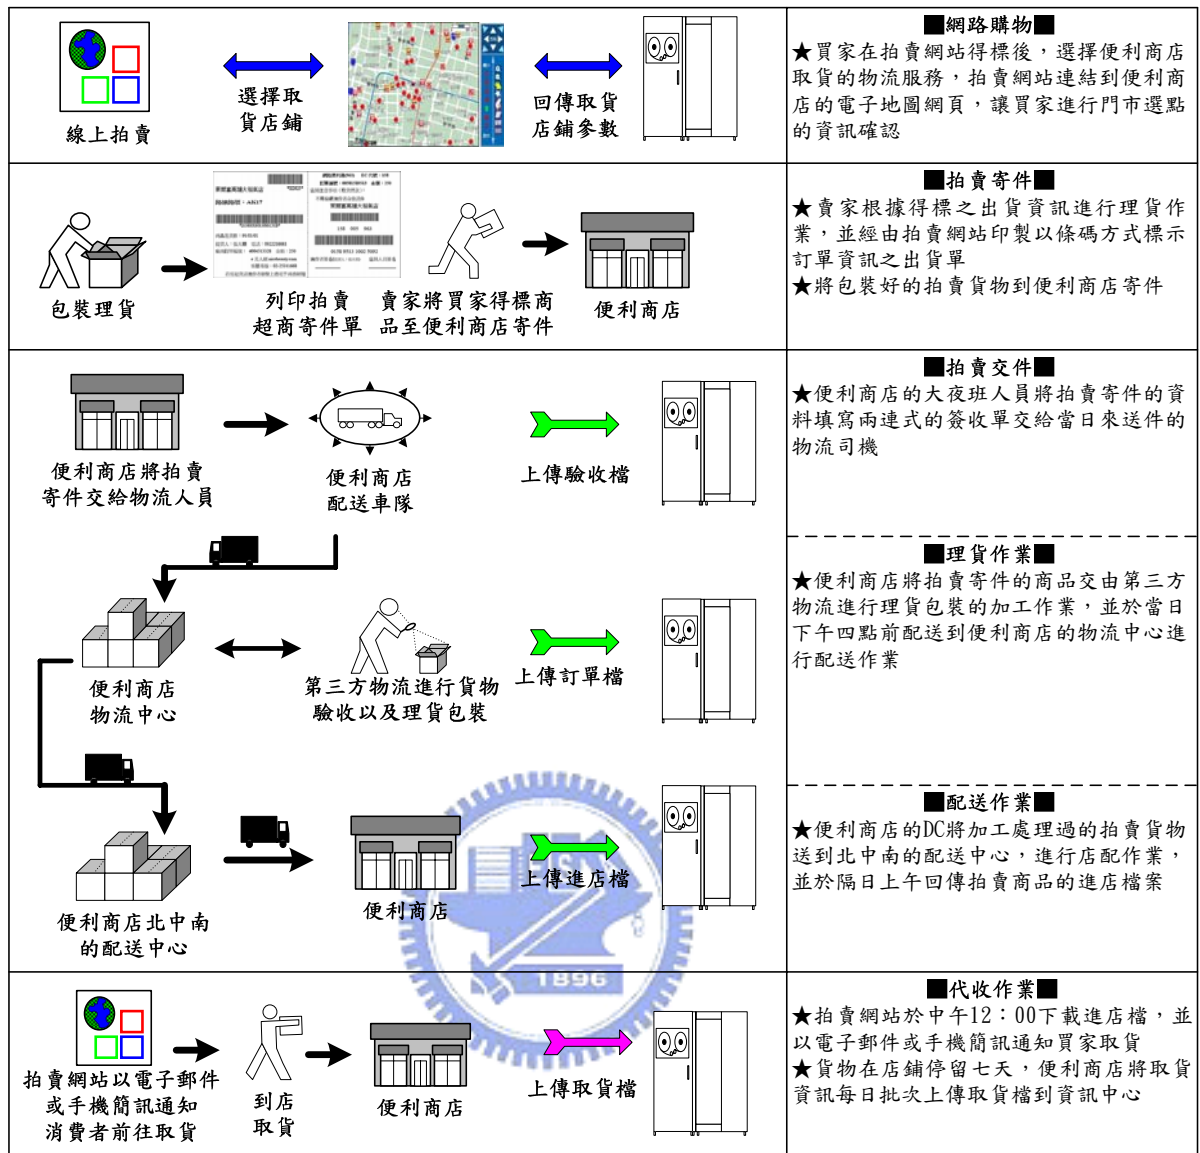 線上拍賣
選擇取
貨店鋪
回傳取貨
店鋪參數
■網路購物■
★買家在拍賣網站得標後，選擇便利商店
取貨的物流服務，拍賣網站連結到便利商
店的電子地圖網頁，讓買家進行門市選點
的資訊確認
包裝理貨
列印拍賣
超商寄件單
賣家將買家得標商
品至便利商店寄件
便利商店
■拍賣寄件■
★賣家根據得標之出貨資訊進行理貨作
業，並經由拍賣網站印製以條碼方式標示
訂單資訊之出貨單
★將包裝好的拍賣貨物到便利商店寄件
便利商店將拍賣
寄件交給物流人員
便利商店
配送車隊
上傳驗收檔
■拍賣交件■
★便利商店的大夜班人員將拍賣寄件的資
料填寫兩連式的簽收單交給當日來送件的
物流司機
便利商店
物流中心
第三方物流進行貨物
驗收以及理貨包裝
上傳訂單檔
■理貨作業■
★便利商店將拍賣寄件的商品交由第三方
物流進行理貨包裝的加工作業，並於當日
下午四點前配送到便利商店的物流中心進
行配送作業
便利商店北中南
的配送中心
便利商店
上傳進店檔
■配送作業■
★便利商店的DC將加工處理過的拍賣貨物
送到北中南的配送中心，進行店配作業，
並於隔日上午回傳拍賣商品的進店檔案
1896
拍賣網站以電子郵件
或手機簡訊通知
消費者前往取貨
到店
取貨
便利商店
上傳取貨檔
■代收作業■
★拍賣網站於中午12：00下載進店檔，並
以電子郵件或手機簡訊通知買家取貨
★貨物在店鋪停留七天，便利商店將取貨
資訊每日批次上傳取貨檔到資訊中心